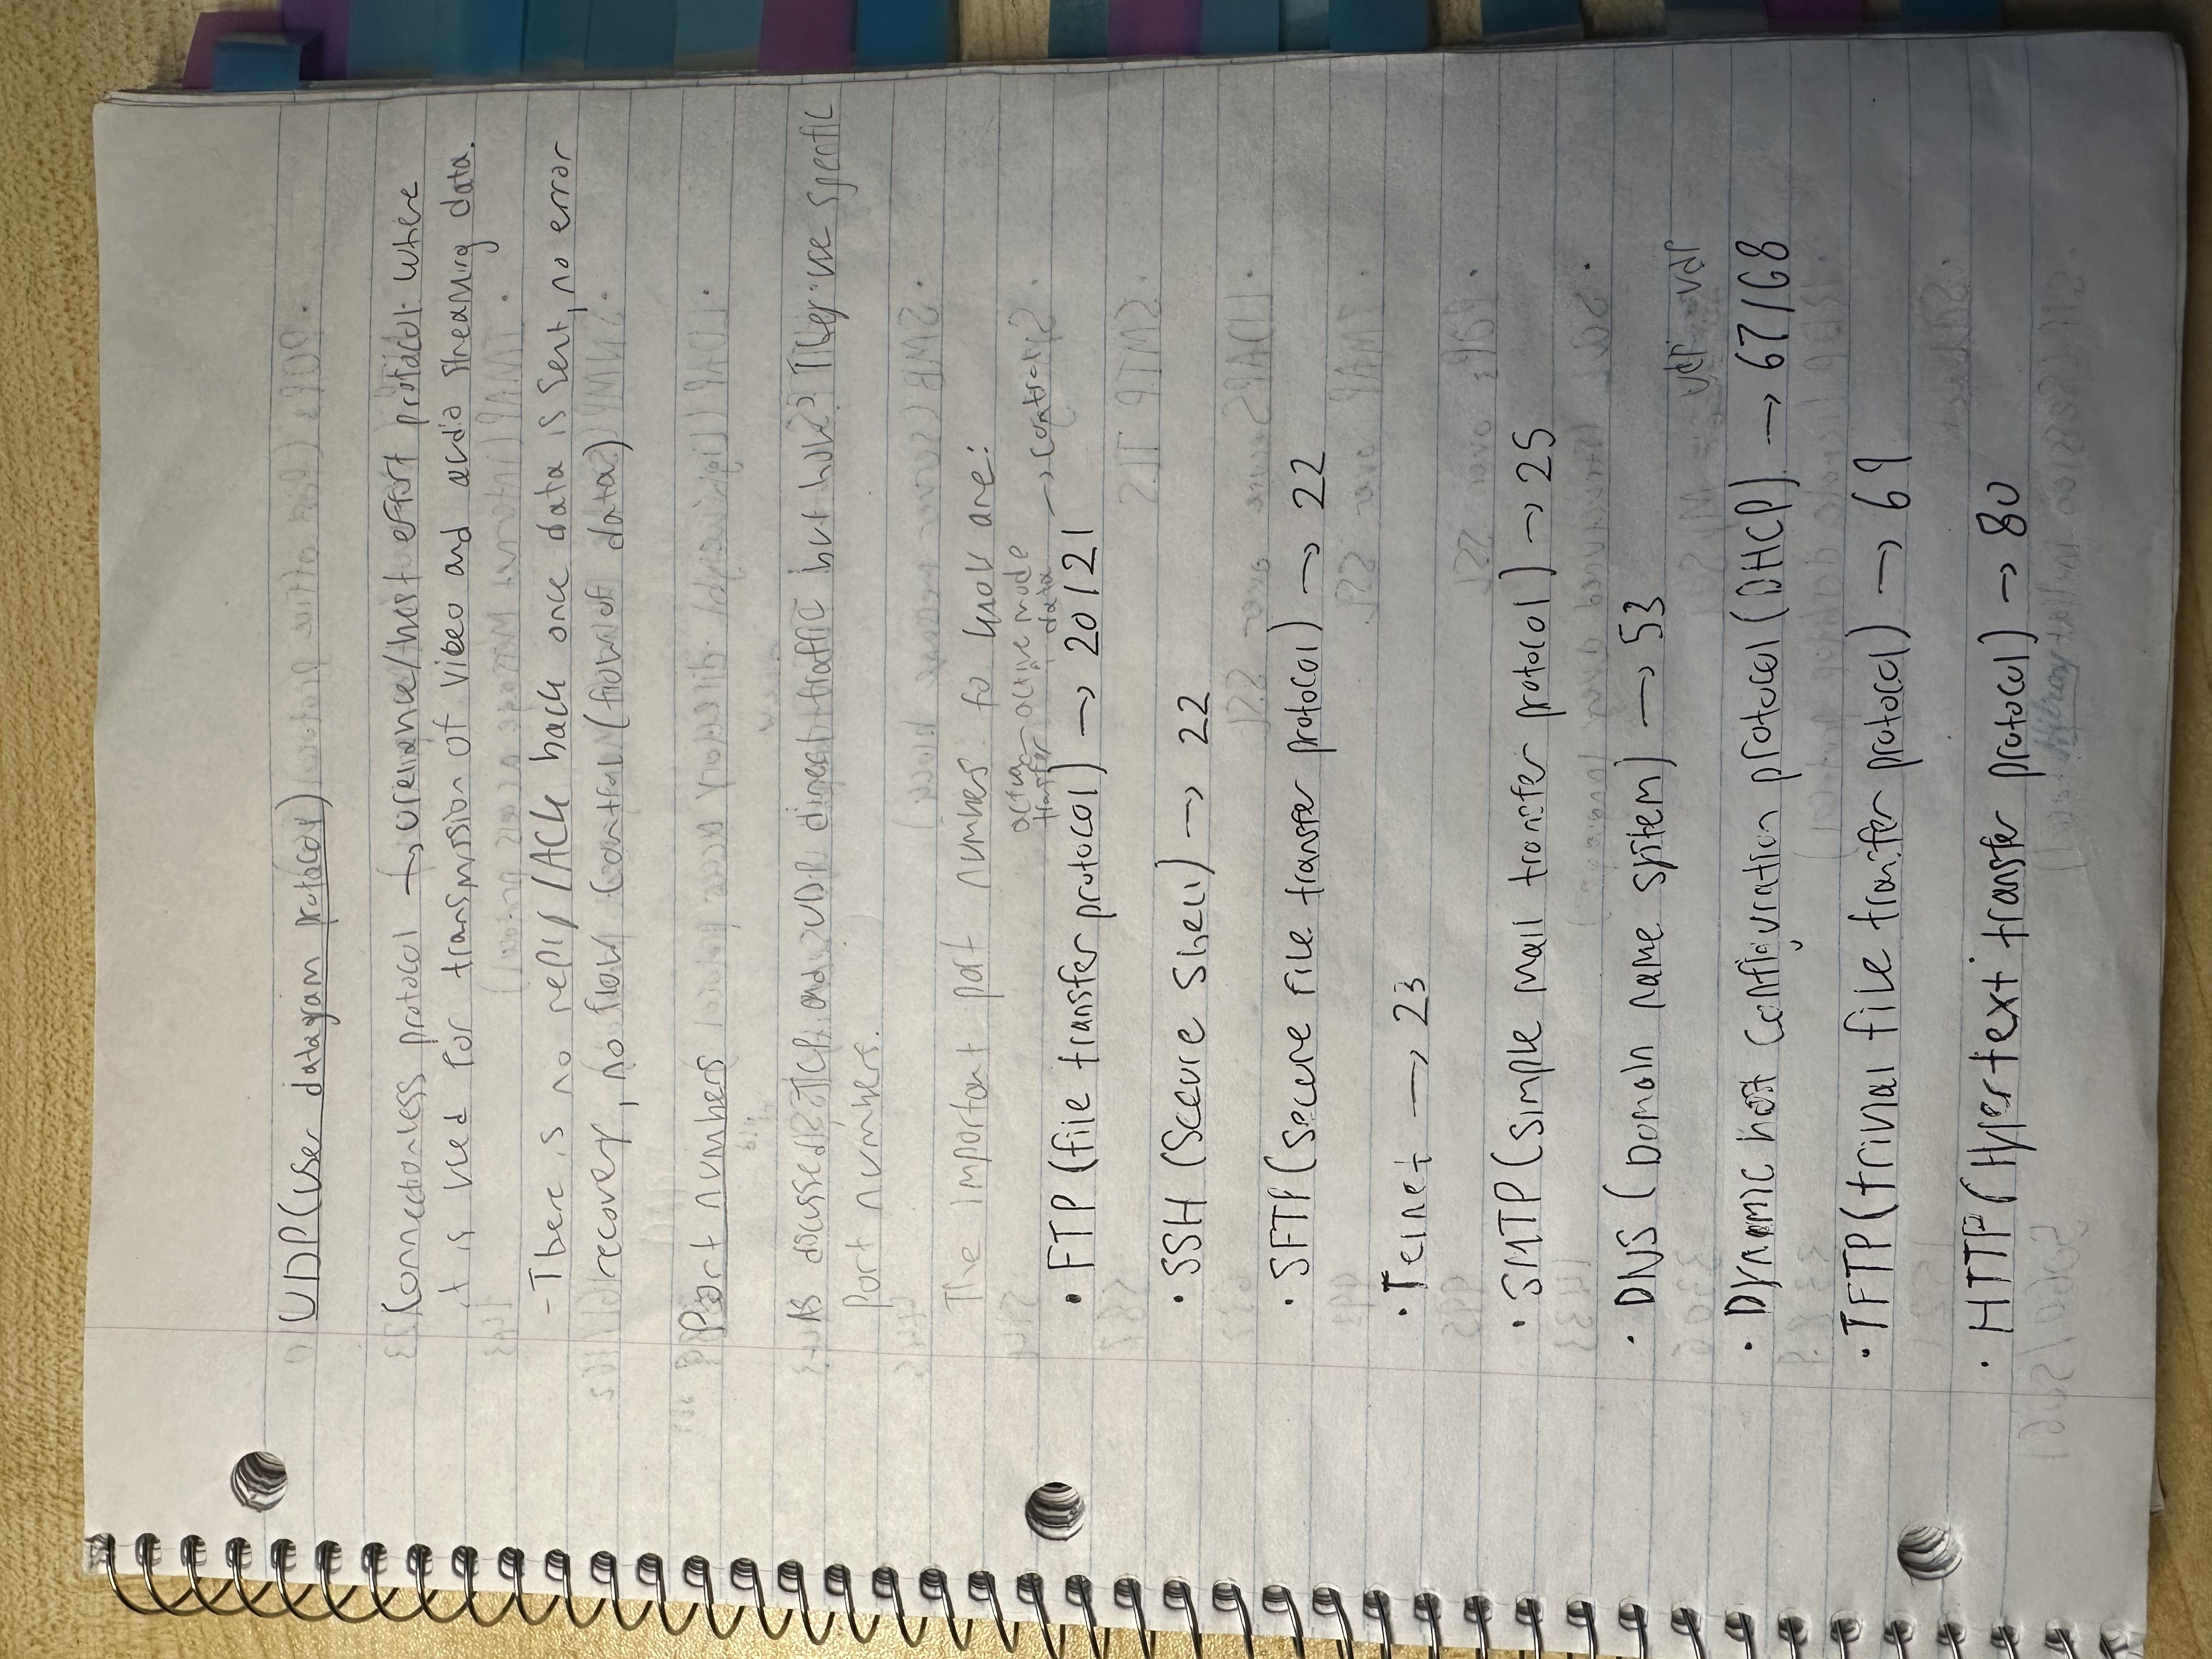 UDP (User datagram protocol)
Connectionless protocol → /best effort protocol where
it is used for transmission of video and audio streaming data.
- There is no reply/ACK back once data is sent, no error
recovery, no flow control (flow of data)
Port numbers
As discussed, TCP and UDP direct traffic but how? They use specific
port numbers.
The important port numbers to know are:
active mode
transfer ↑ data → control
• FTP (file transfer protocol) → 20/21
• SSH (Secure Shell) → 22
• SFTP (secure file transfer protocol) → 22
• Telnet → 23
• SMTP (simple mail transfer protocol) → 25
• DNS (Domain name system) → 53
udp udp
• Dynamic host configuration protocol (DHCP) → 67/68
• TFTP (trivial file transfer protocol) → 69
• HTTP (Hypertext transfer protocol) → 80